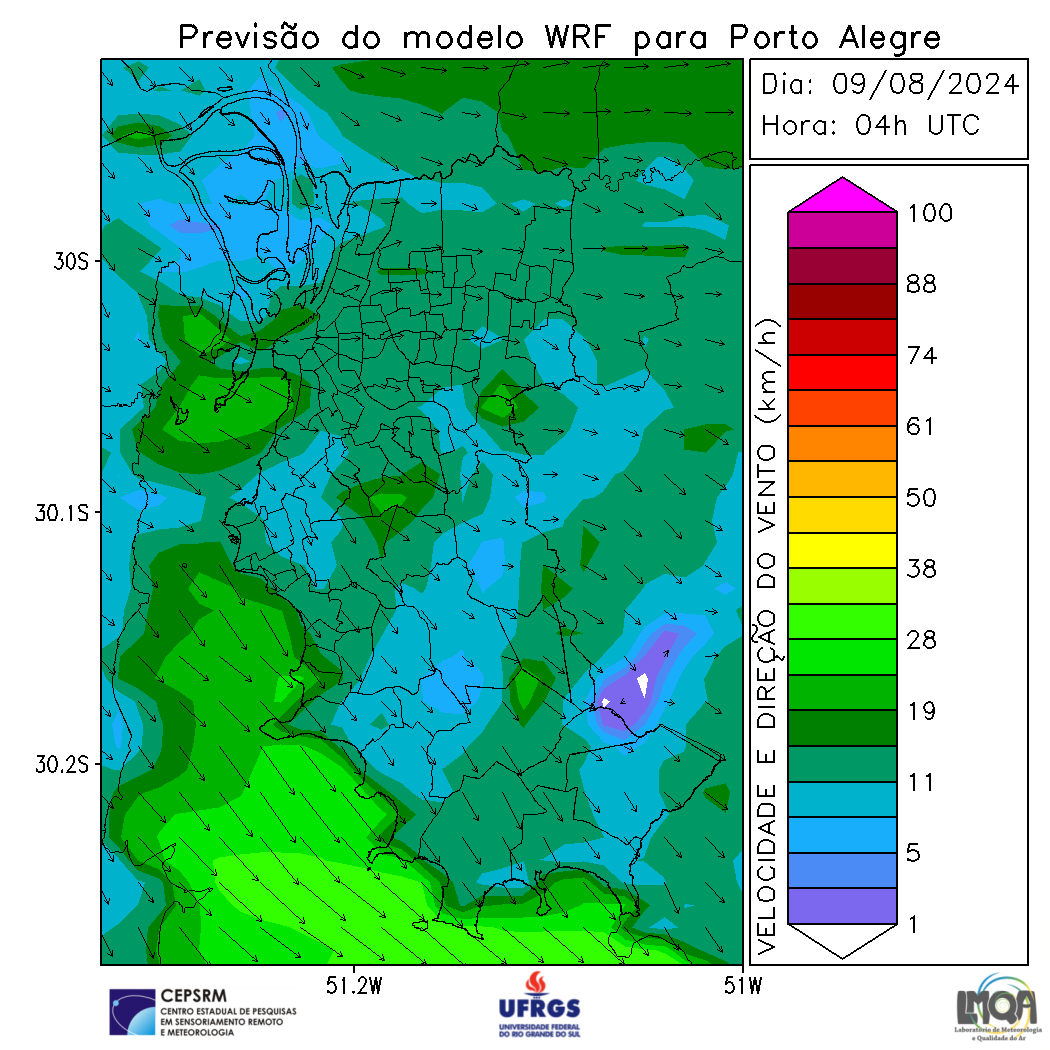 Previsão do modelo WRF para Porto Alegre
Dia: 09/08/2024
Hora: 04h UTC
30S
30.1S
30.2S
51.2W
51W
VELOCIDADE E DIREÇÃO DO VENTO (km/h)
100
88
74
61
50
38
28
19
11
5
1
CEPSRM
CENTRO ESTADUAL DE PESQUISAS
EM SENSORIAMENTO REMOTO
E METEOROLOGIA
UFRGS
UNIVERSIDADE FEDERAL
DO RIO GRANDE DO SUL
LMQA
Laboratório de Meteorologia
e Qualidade do Ar